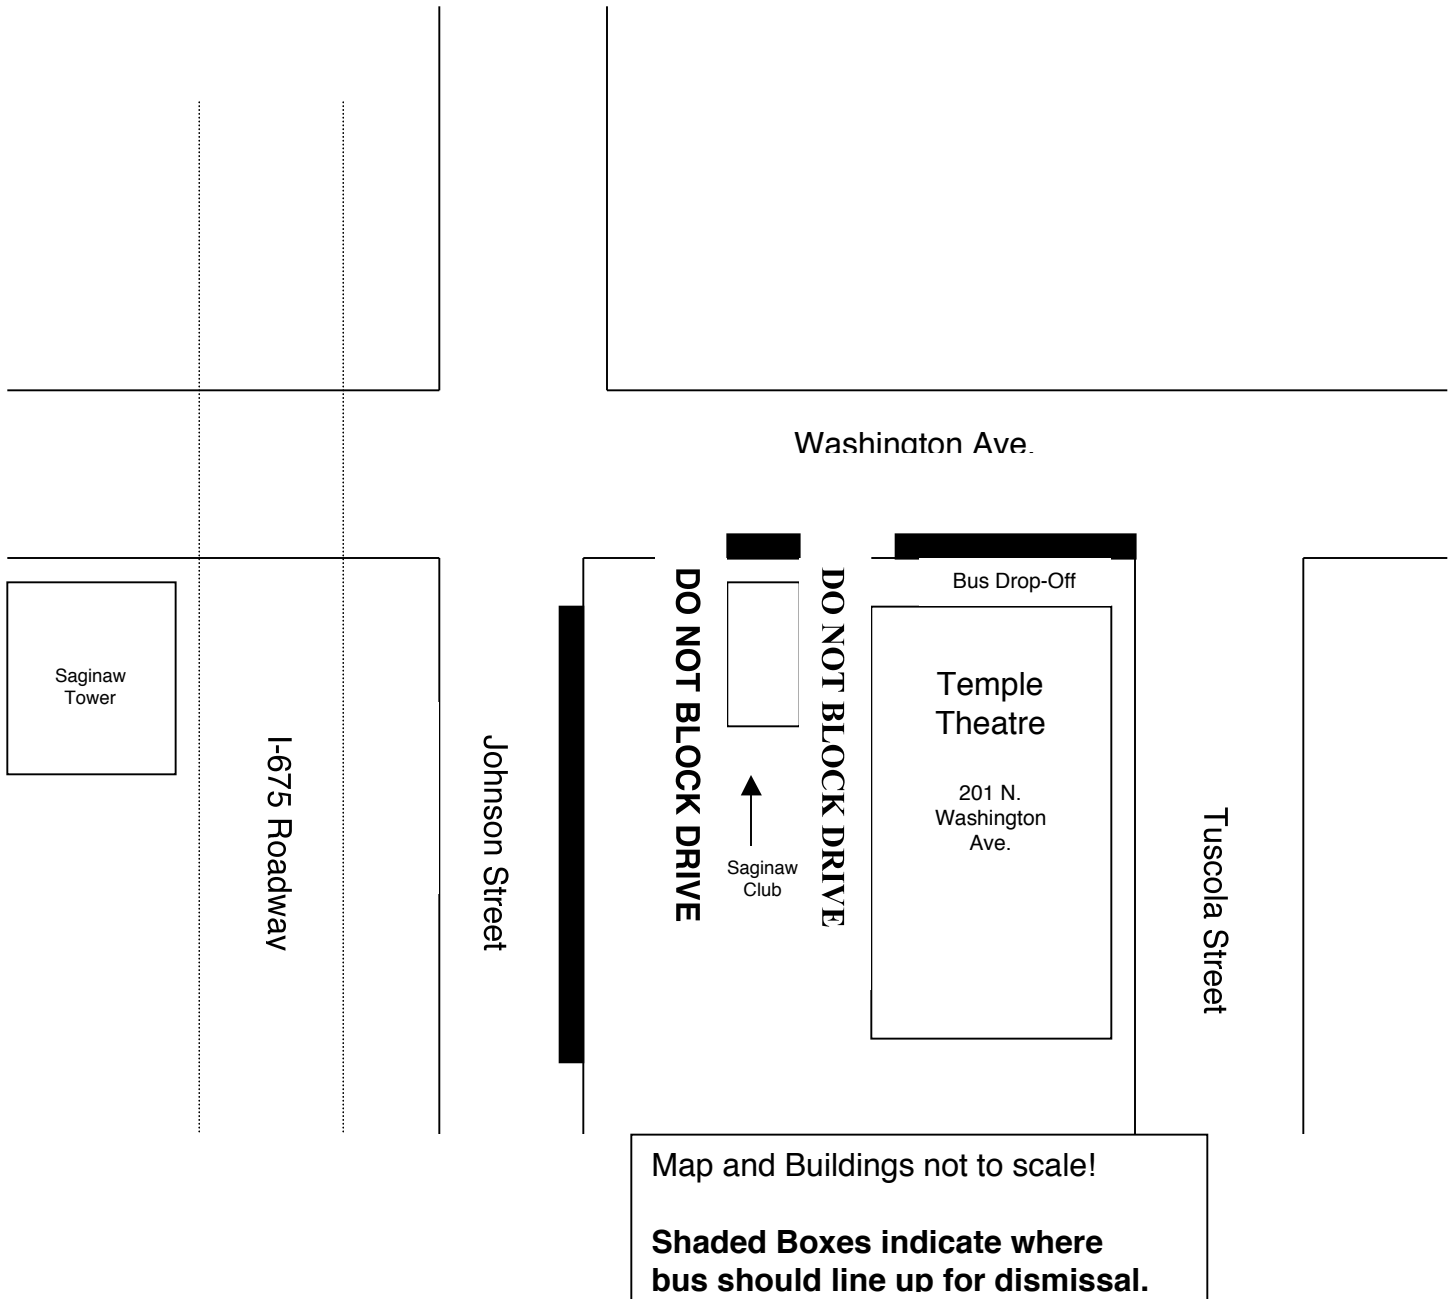 Washington Ave.
Bus Drop-Off
Saginaw
Tower
I-675 Roadway
Johnson Street
DO NOT BLOCK DRIVE
Saginaw
Club
DO NOT BLOCK DRIVE
Temple
Theatre
201 N.
Washington
Ave.
Tuscola Street
Map and Buildings not to scale!
Shaded Boxes indicate where
bus should line up for dismissal.